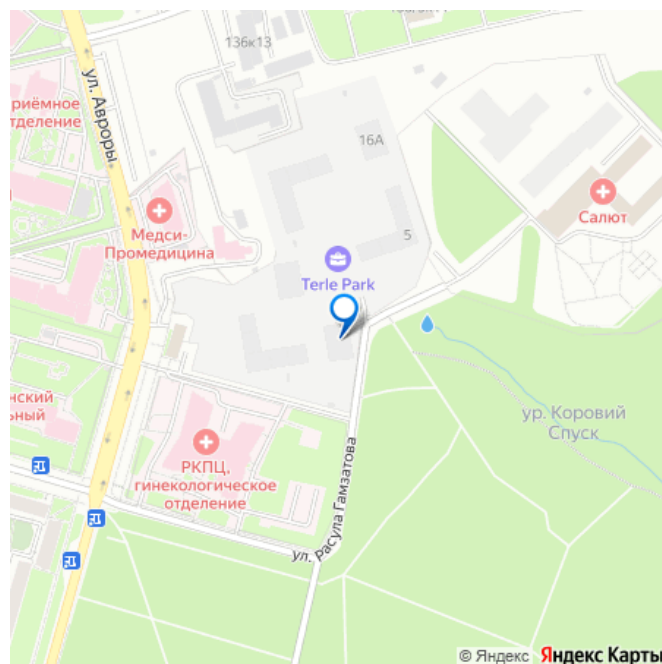 136к13
ул. Авроры
риёмное
тделение
16А
Салют
Медси-
Промедицина
5
Terle Park
нский
ьный
ур. Коровий
Спуск
РКПЦ,
гинекологическое
отделение
ул. Расула Гамзатова
© Яндекс Яндекс Карты